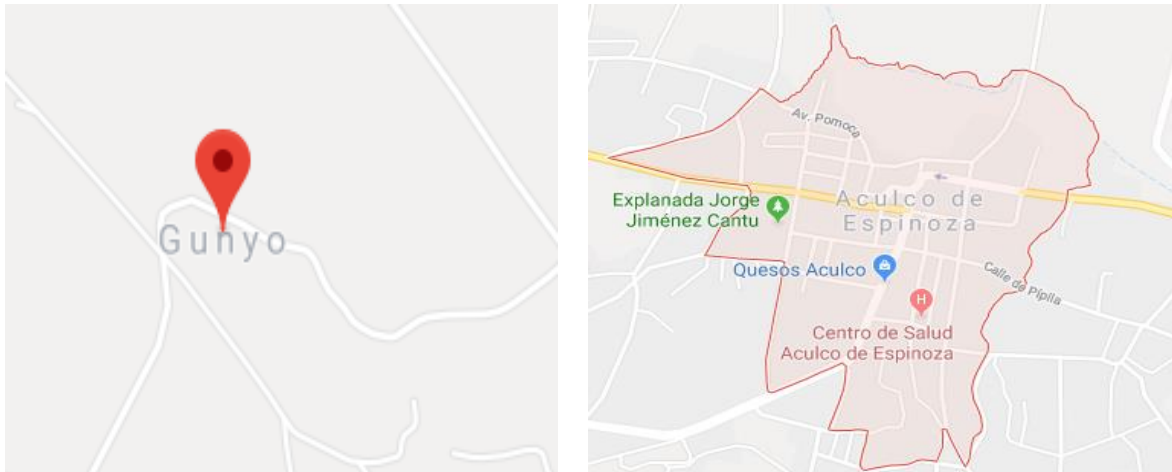 Gunyo
Av. Pomoca
Explanada Jorge
Jiménez Cantu
Aculco de
Espinoza
Quesos Aculco
Calle de Pipila
H
Centro de Salud
Aculco de Espinoza